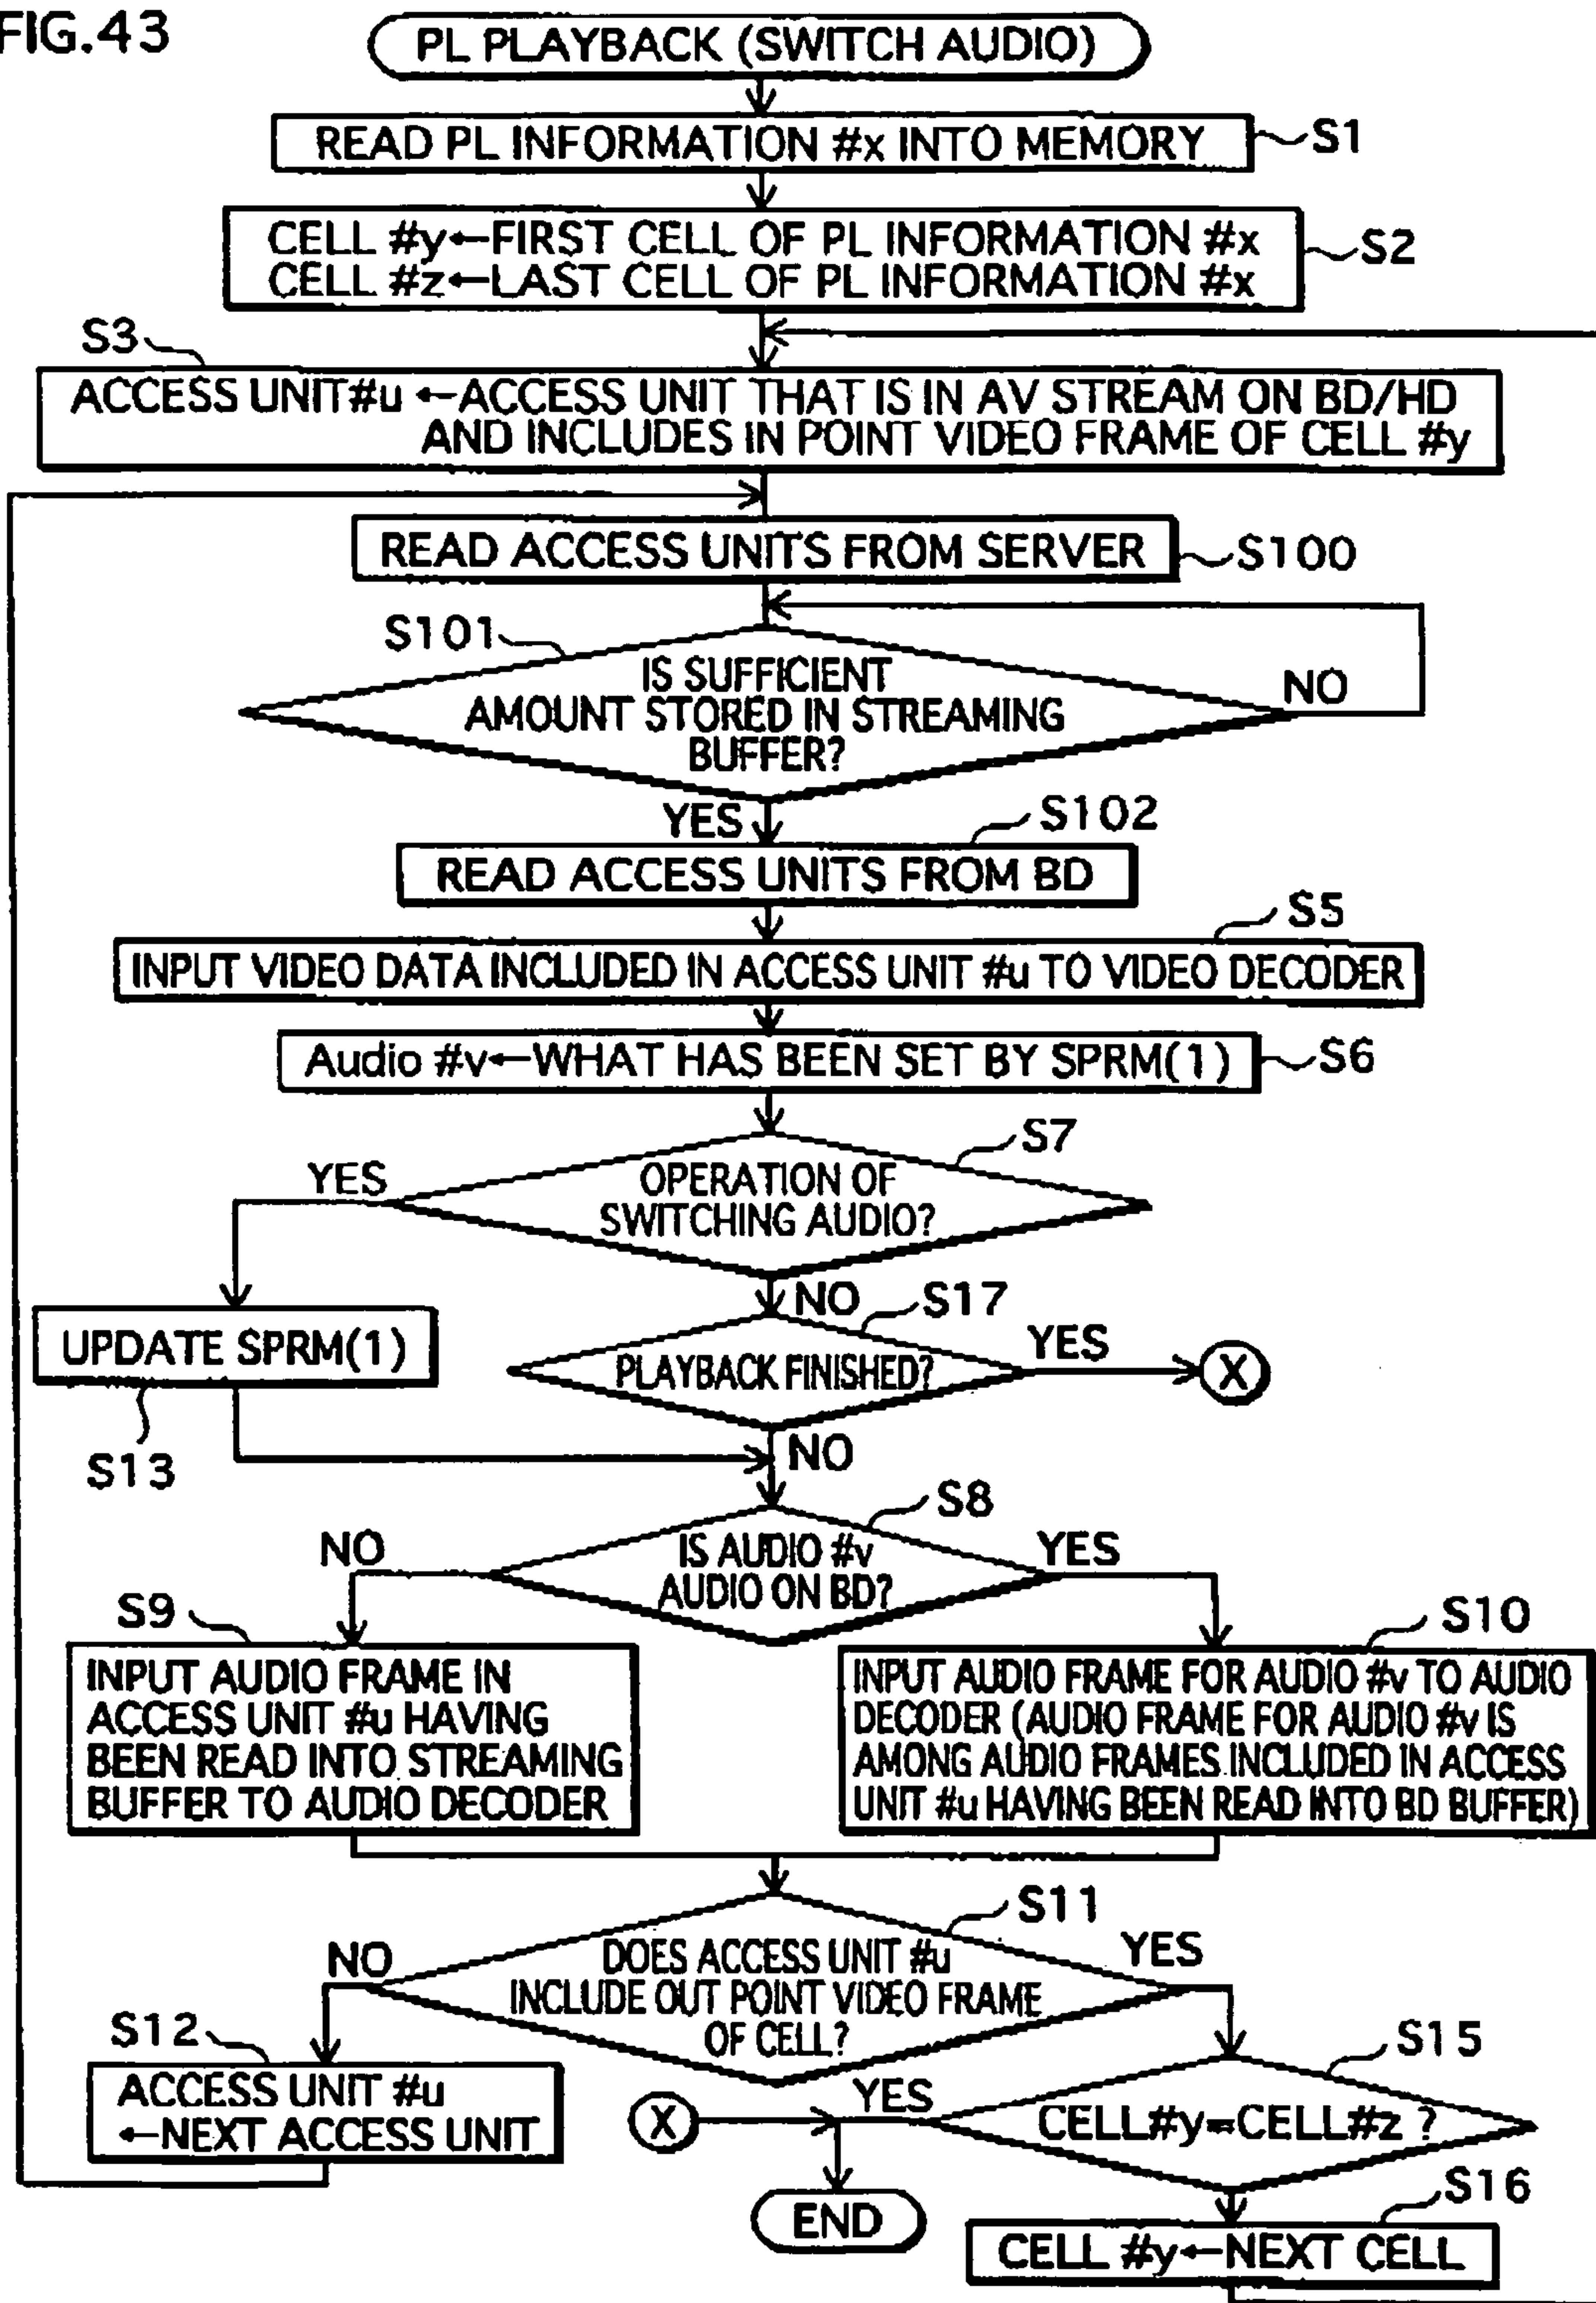 FIG.43
PL PLAYBACK (SWITCH AUDIO)
READ PL INFORMATION #x INTO MEMORY
S1
CELL #y←FIRST CELL OF PL INFORMATION #x
CELL #z←LAST CELL OF PL INFORMATION #x
S2
S3
ACCESS UNIT#u ←ACCESS UNIT THAT IS IN AV STREAM ON BD/HD
AND INCLUDES IN POINT VIDEO FRAME OF CELL #y
READ ACCESS UNITS FROM SERVER
S100
S101
IS SUFFICIENT
AMOUNT STORED IN STREAMING
BUFFER?
NO
YES
S102
READ ACCESS UNITS FROM BD
S5
INPUT VIDEO DATA INCLUDED IN ACCESS UNIT #u TO VIDEO DECODER
Audio #v←WHAT HAS BEEN SET BY SPRM(1)
S6
S7
YES
OPERATION OF
SWITCHING AUDIO?
NO
S17
UPDATE SPRM(1)
PLAYBACK FINISHED?
YES
X
S13
NO
S8
NO
IS AUDIO #v
AUDIO ON BD?
YES
S9
INPUT AUDIO FRAME IN
ACCESS UNIT #u HAVING
BEEN READ INTO STREAMING
BUFFER TO AUDIO DECODER
S10
INPUT AUDIO FRAME FOR AUDIO #v TO AUDIO
DECODER (AUDIO FRAME FOR AUDIO #v IS
AMONG AUDIO FRAMES INCLUDED IN ACCESS
UNIT #u HAVING BEEN READ INTO BD BUFFER)
S11
NO
DOES ACCESS UNIT #u
INCLUDE OUT POINT VIDEO FRAME
OF CELL?
YES
S12
ACCESS UNIT #u
←NEXT ACCESS UNIT
S15
X
YES
CELL#y=CELL#z ?
END
S16
CELL #y←NEXT CELL